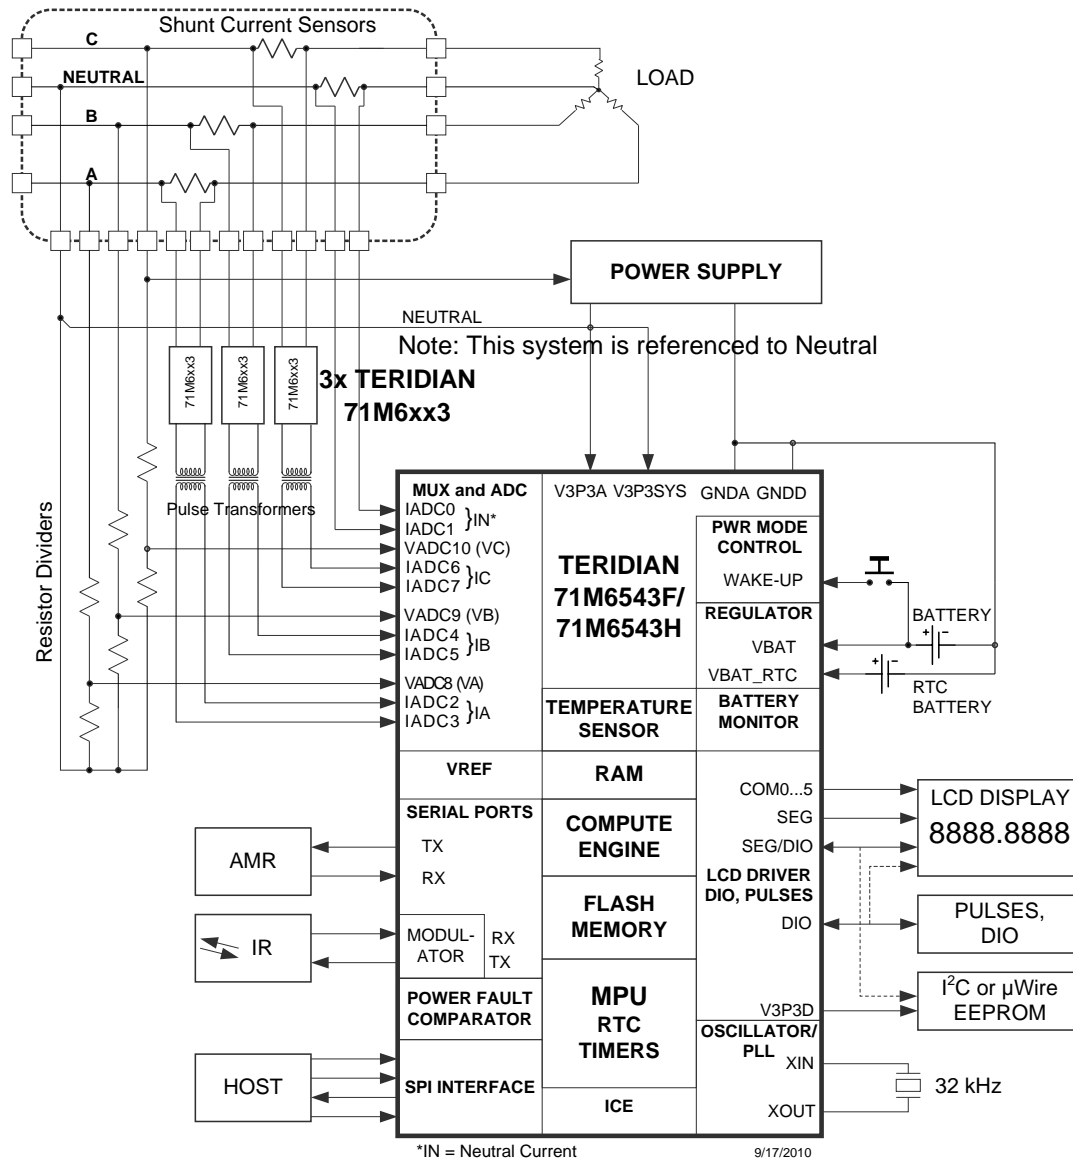 Shunt Current Sensors
C
NEUTRAL
B
A
LOAD
POWER SUPPLY
NEUTRAL
Note: This system is referenced to Neutral
71M6xx3
71M6xx3
71M6xx3
3x TERIDIAN
71M6xx3
Pulse Transformers
Resistor Dividers
MUX and ADC
IADC0
IADC1
}IN*
VADC10 (VC)
IADC6
IADC7
}IC
VADC9 (VB)
IADC4
IADC5
}IB
VADC8 (VA)
IADC2
IADC3
}IA
V3P3A V3P3SYS GNDA GNDD
TERIDIAN
71M6543F/
71M6543H
PWR MODE
CONTROL
WAKE-UP
REGULATOR
VBAT
VBAT_RTC
BATTERY
+ −
+ −
RTC
BATTERY
TEMPERATURE
SENSOR
BATTERY
MONITOR
VREF
RAM
SERIAL PORTS
TX
RX
COMPUTE
ENGINE
FLASH
MEMORY
COM0...5
SEG
SEG/DIO
LCD DRIVER
DIO, PULSES
DIO
V3P3D
LCD DISPLAY
8888.8888
PULSES,
DIO
I2C or µWire
EEPROM
AMR
IR
MODUL-
ATOR
RX
TX
POWER FAULT
COMPARATOR
MPU
RTC
TIMERS
OSCILLATOR/
PLL
XIN
XOUT
32 kHz
HOST
SPI INTERFACE
ICE
*IN = Neutral Current
9/17/2010